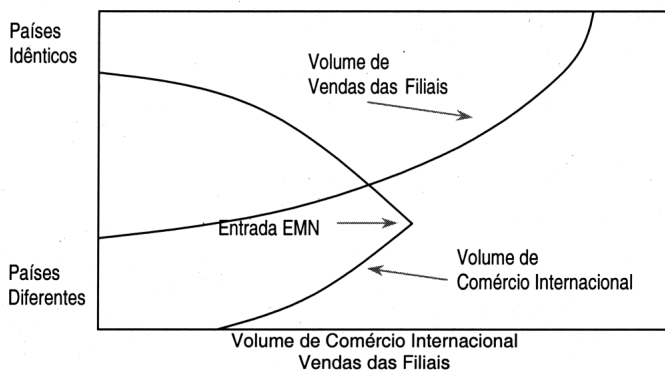 Países
Idênticos
Volume de
Vendas das Filiais
Entrada EMN
Volume de
Comércio Internacional
Países
Diferentes
Volume de Comércio Internacional
Vendas das Filiais